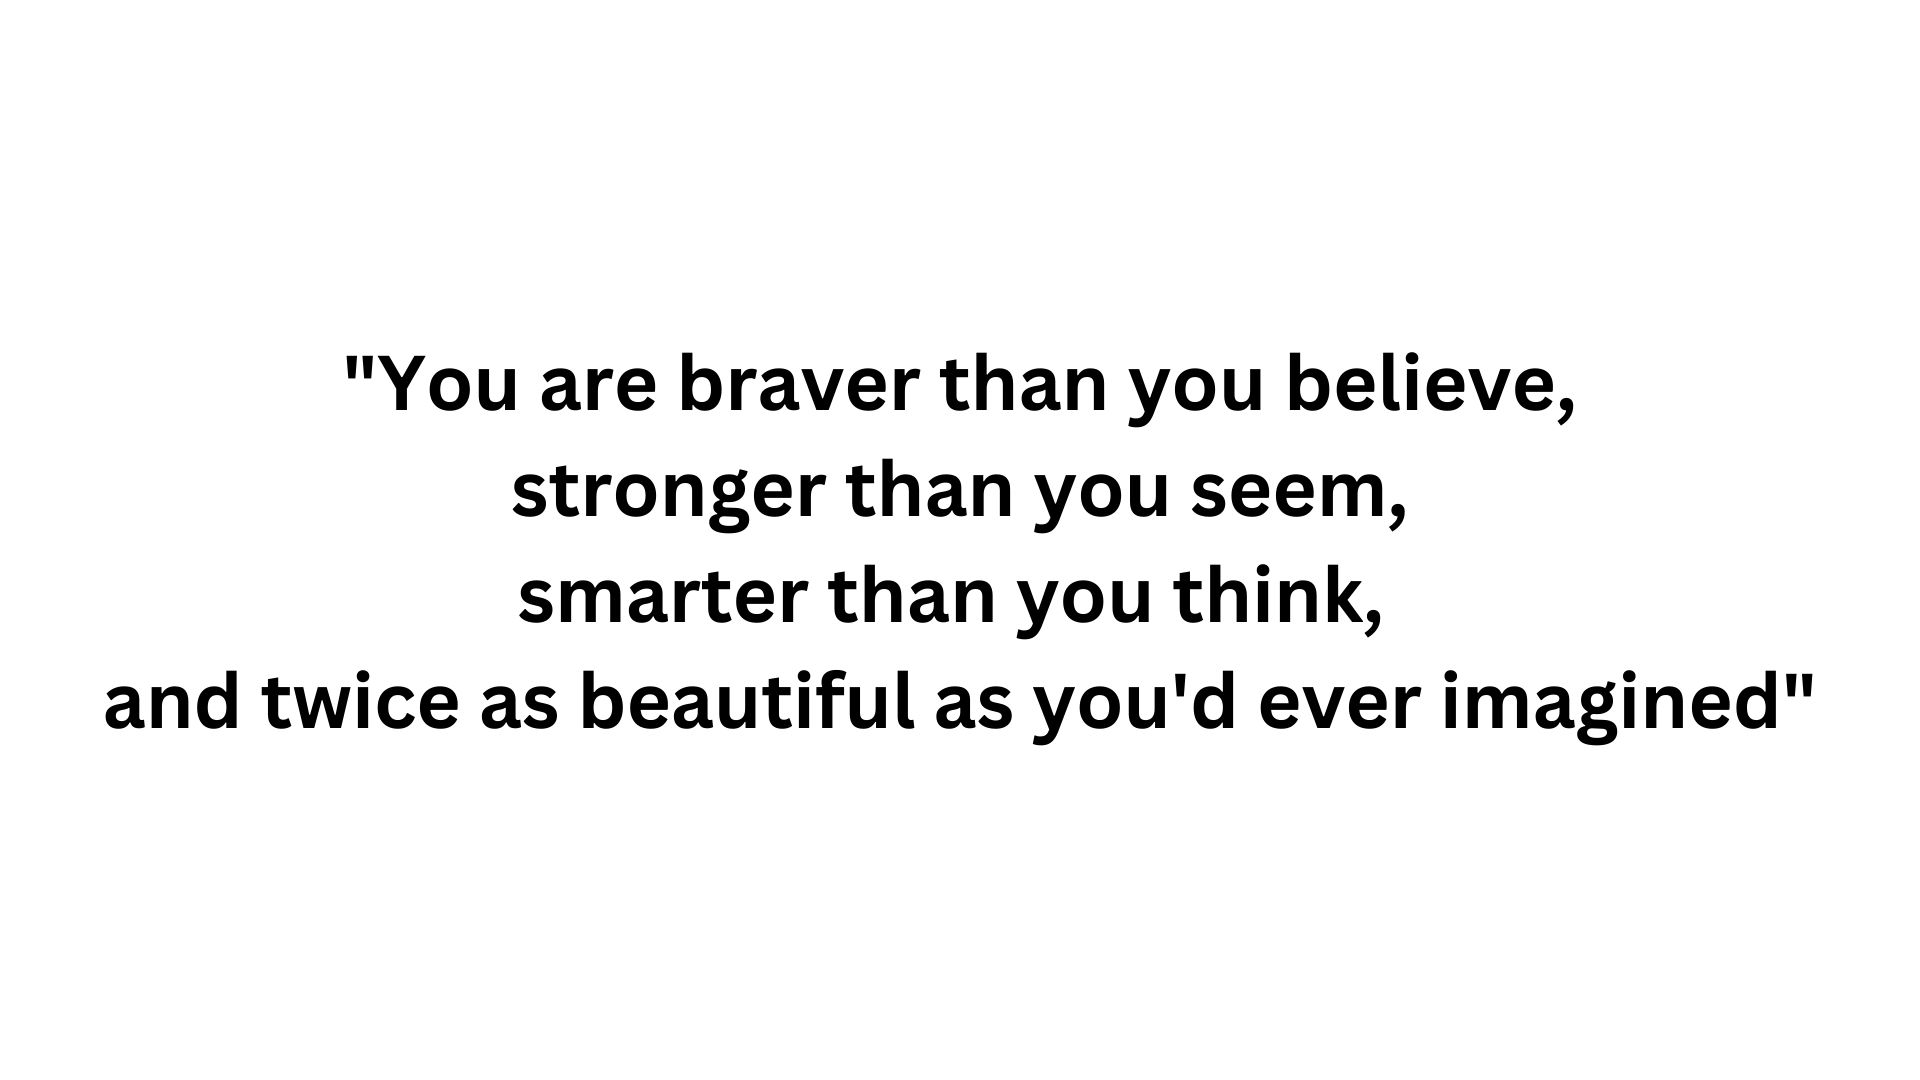 "You are braver than you believe,
stronger than you seem,
smarter than you think,
and twice as beautiful as you'd ever imagined"